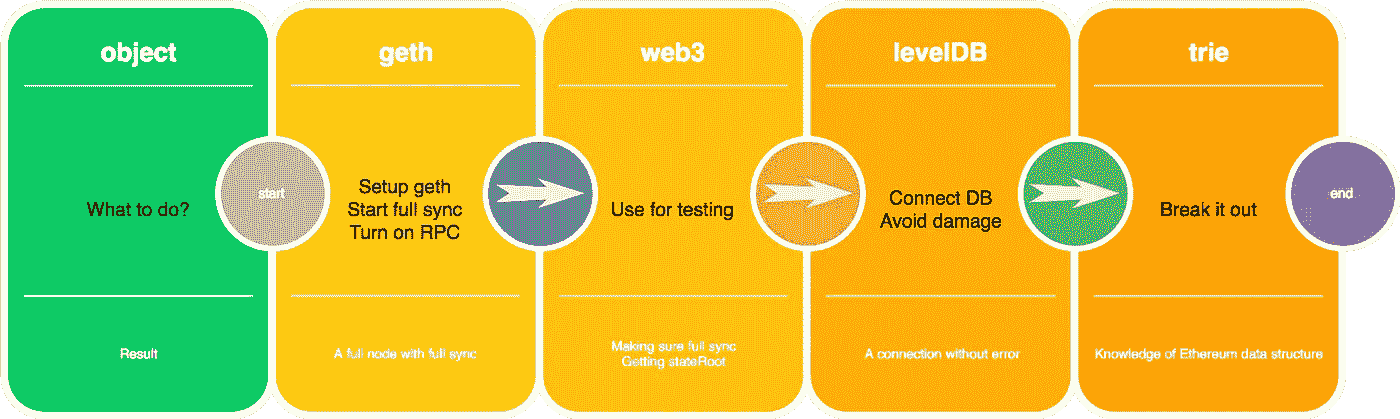 object
What to do?
Result
start
geth
Setup geth
Start full sync
Turn on RPC
A full node with full sync
web3
Use for testing
Making sure full sync
Getting stateRoot
levelDB
Connect DB
Avoid damage
A connection without error
trie
Break it out
Knowledge of Ethereum data structure
end